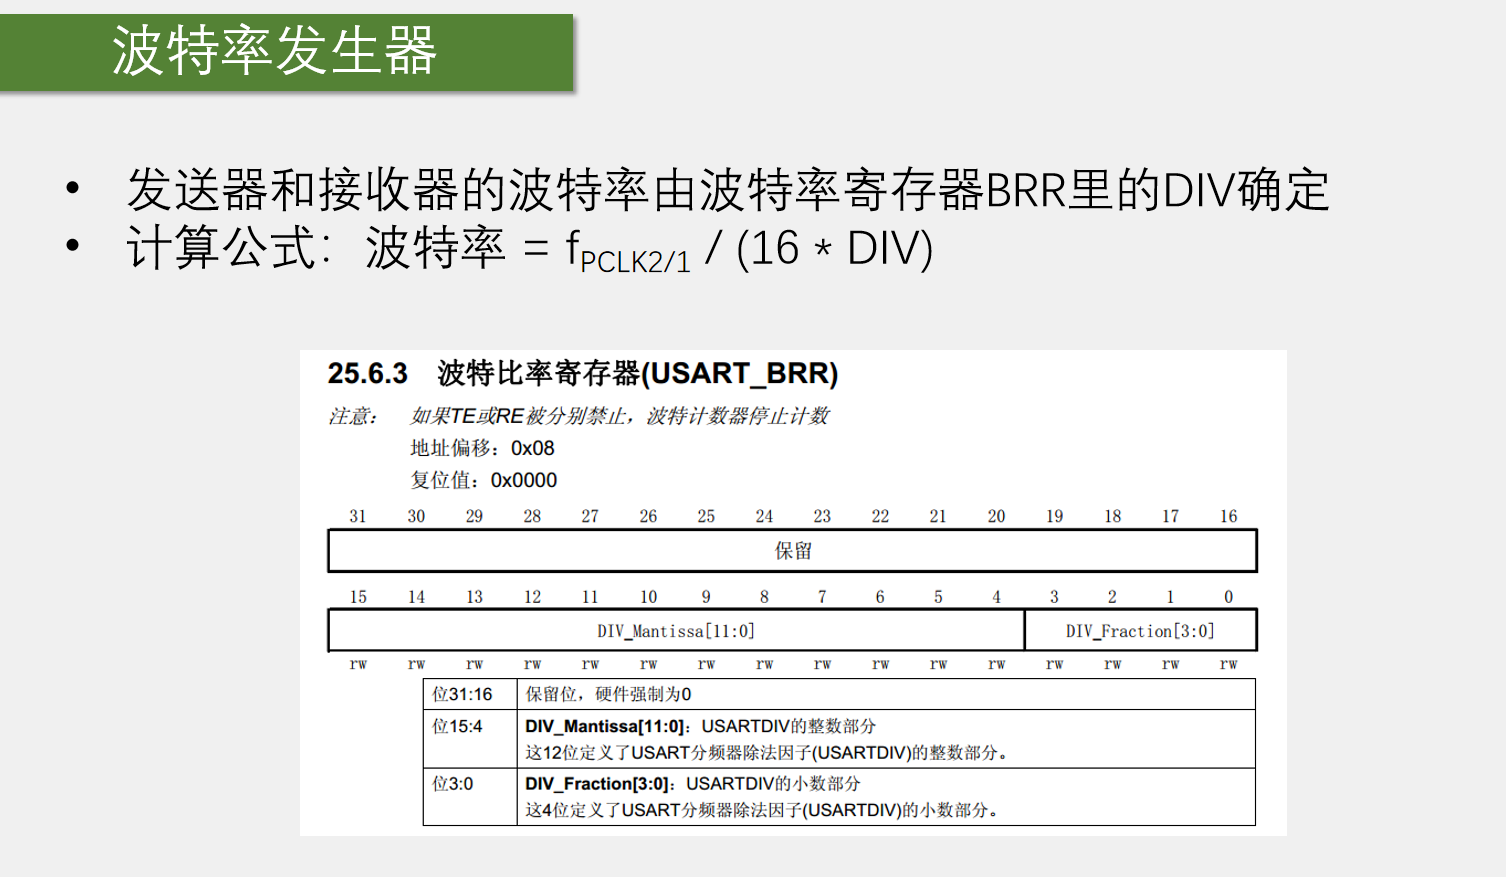 波特率发生器
• 发送器和接收器的波特率由波特率寄存器BRR里的DIV确定
• 计算公式：波特率 = fPCLK2/1 / (16 * DIV)
25.6.3 波特比率寄存器(USART_BRR)
注意： 如果TE或RE被分别禁止，波特计数器停止计数
地址偏移：0x08
复位值：0x0000
31 30 29 28 27 26 25 24 23 22 21 20 19 18 17 16
保留
15 14 13 12 11 10 9 8 7 6 5 4 3 2 1 0
DIV_Mantissa[11:0] DIV_Fraction[3:0]
rw rw rw rw rw rw rw rw rw rw rw rw rw rw rw rw
位31:16 保留位，硬件强制为0
位15:4 DIV_Mantissa[11:0]：USARTDIV的整数部分
这12位定义了USART分频器除法因子(USARTDIV)的整数部分。
位3:0 DIV_Fraction[3:0]：USARTDIV的小数部分
这4位定义了USART分频器除法因子(USARTDIV)的小数部分。